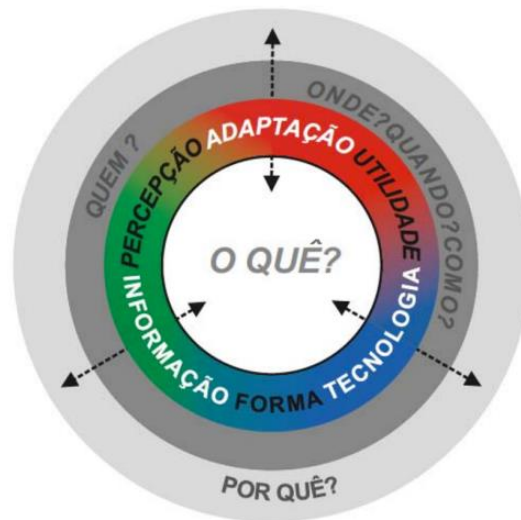 QUEM ?
ONDE?QUANDO?COMO?
PERCEPÇÃO ADAPTAÇÃO UTILIDADE
O QUÊ?
INFORMAÇÃO FORMA TECNOLOGIA
POR QUÊ?